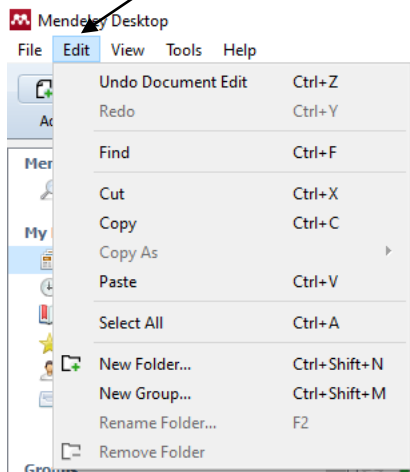 Mendeley Desktop
File Edit View Tools Help
Undo Document Edit Ctrl+Z
Redo Ctrl+Y
Find Ctrl+F
Cut Ctrl+X
Copy Ctrl+C
Copy As
Paste Ctrl+V
Select All Ctrl+A
New Folder... Ctrl+Shift+N
New Group... Ctrl+Shift+M
Rename Folder... F2
Remove Folder
My